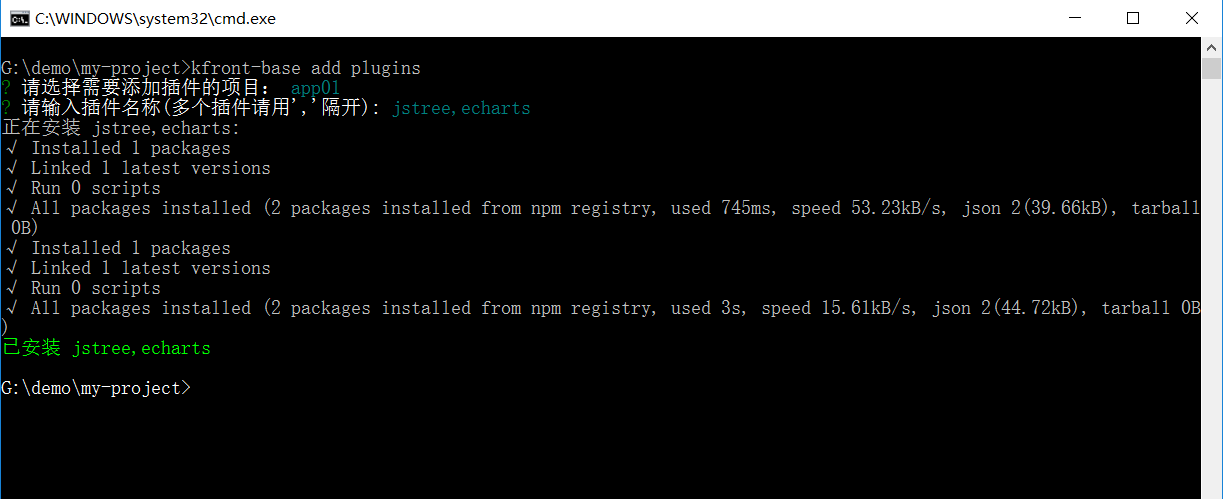 C:\WINDOWS\system32\cmd.exe
G:\demo\my-project>kfront-base add plugins
? 请选择需要添加插件的项目: app01
? 请输入插件名称(多个插件请用','隔开): jstree,echarts
正在安装 jstree,echarts:
√ Installed 1 packages
√ Linked 1 latest versions
√ Run 0 scripts
√ All packages installed (2 packages installed from npm registry, used 745ms, speed 53.23kB/s, json 2(39.66kB), tarball
0B)
√ Installed 1 packages
√ Linked 1 latest versions
√ Run 0 scripts
√ All packages installed (2 packages installed from npm registry, used 3s, speed 15.61kB/s, json 2(44.72kB), tarball 0B
)
已安装 jstree,echarts
G:\demo\my-project>